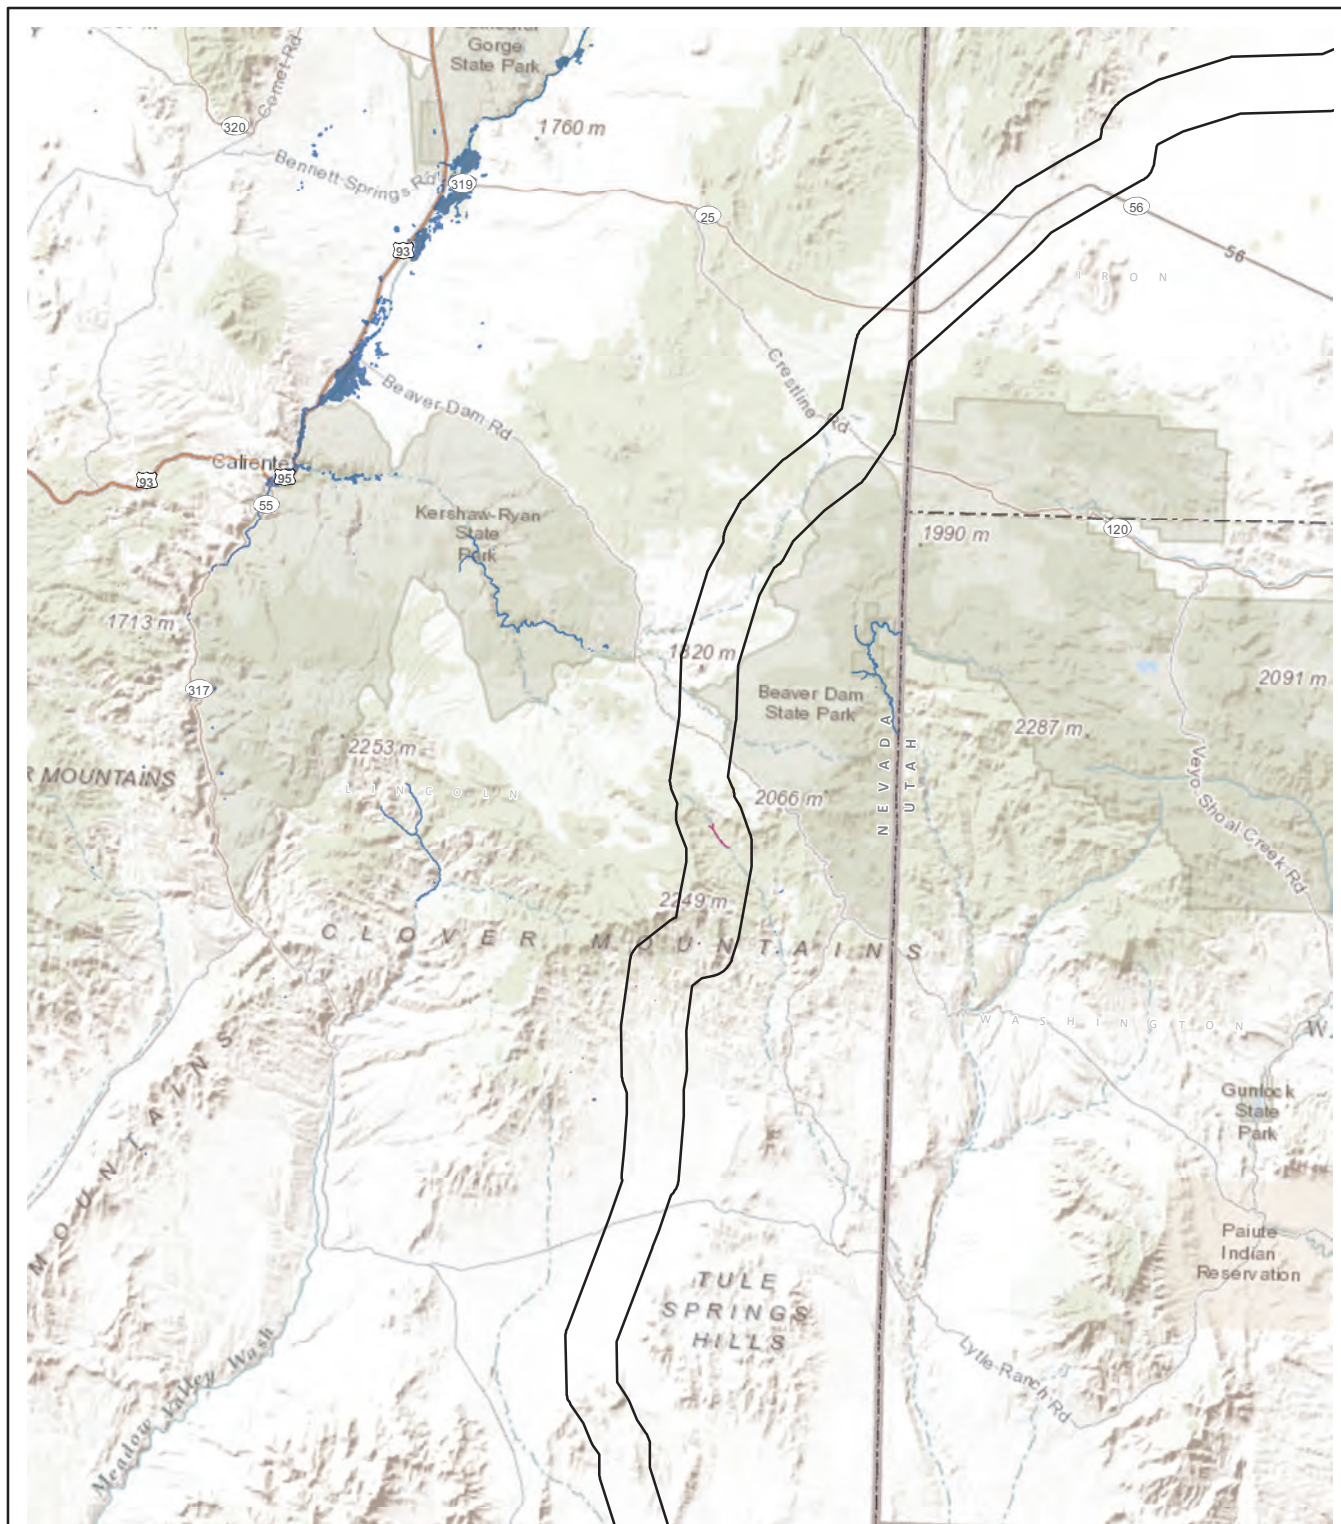 Gorge
State Park
Comet Rd
320
1760 m
Bennett Springs Rd
319
25
56
93
56
I R O N
Crestline Rd
Beaver Dam Rd
Caliente
93
95
55
Kershaw-Ryan
State
Park
1990 m
120
1713 m
1820 m
317
Beaver Dam
State Park
2091 m
NEVADA
UTAH
2287 m
2253 m
R MOUNTAINS
L I N C O L N
2066 m
Veyo Shoal Creek Rd
2249 m
CLOVER MOUNTAINS
W A S H I N G T O N
W
MOUNTAINS
Gunlock
State
Park
Paiute
Indian
Reservation
TULE
SPRINGS
HILLS
Meadow Valley Wash
Lytle Ranch Rd